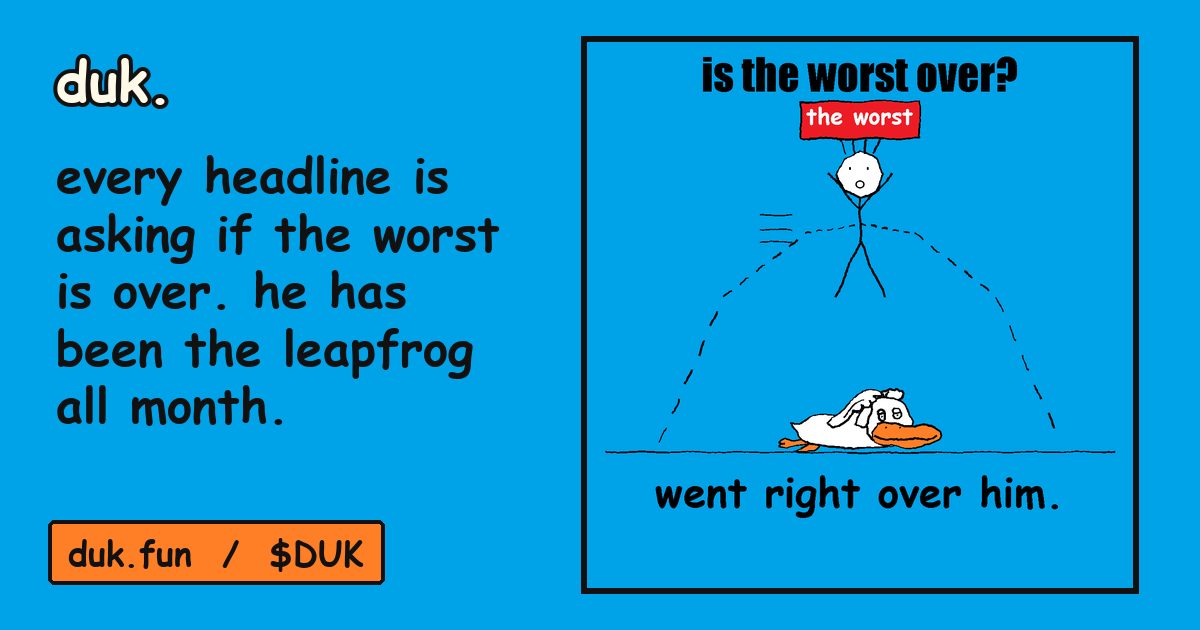 duk.
every headline is
asking if the worst
is over. he has
been the leapfrog
all month.
duk.fun / $DUK
is the worst over?
the worst
went right over him.